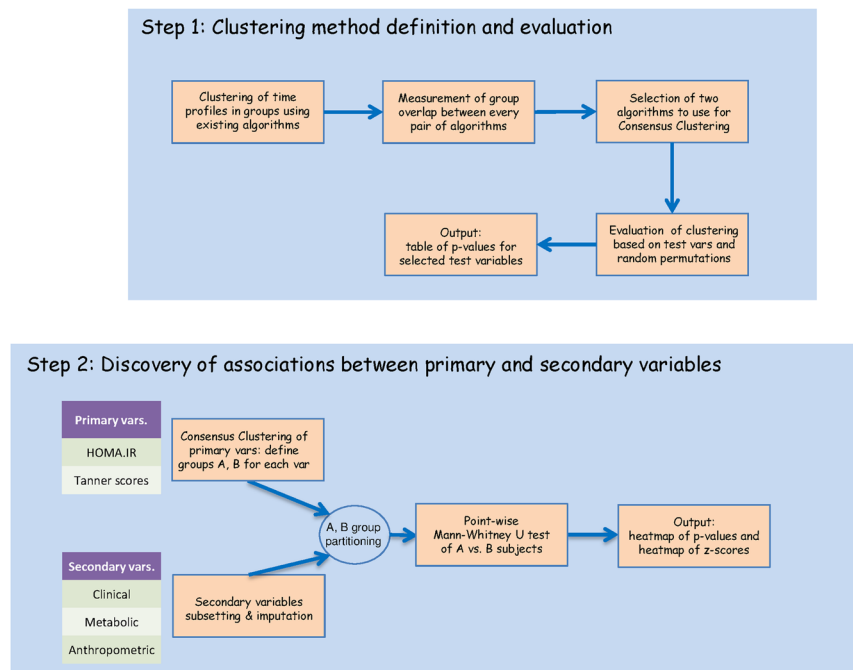 Step 1: Clustering method definition and evaluation
Clustering of time
profiles in groups using
existing algorithms
Measurement of group
overlap between every
pair of algorithms
Selection of two
algorithms to use for
Consensus Clustering
Output:
table of p-values for
selected test variables
Evaluation of clustering
based on test vars and
random permutations
Step 2: Discovery of associations between primary and secondary variables
Primary vars.
HOMA.IR
Tanner scores
Consensus Clustering of
primary vars: define
groups A, B for each var
A, B group
partitioning
Point-wise
Mann-Whitney U test
of A vs. B subjects
Output:
heatmap of p-values and
heatmap of z-scores
Secondary vars.
Clinical
Metabolic
Anthropometric
Secondary variables
subsetting & imputation